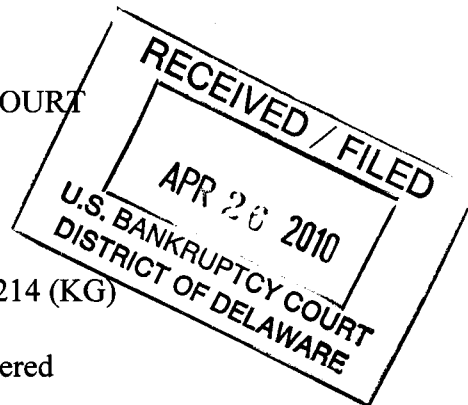 OURT
RECEIVED / FILED
APR 26 2010
U.S. BANKRUPTCY COURT
DISTRICT OF DELAWARE
214 (KG)
ered